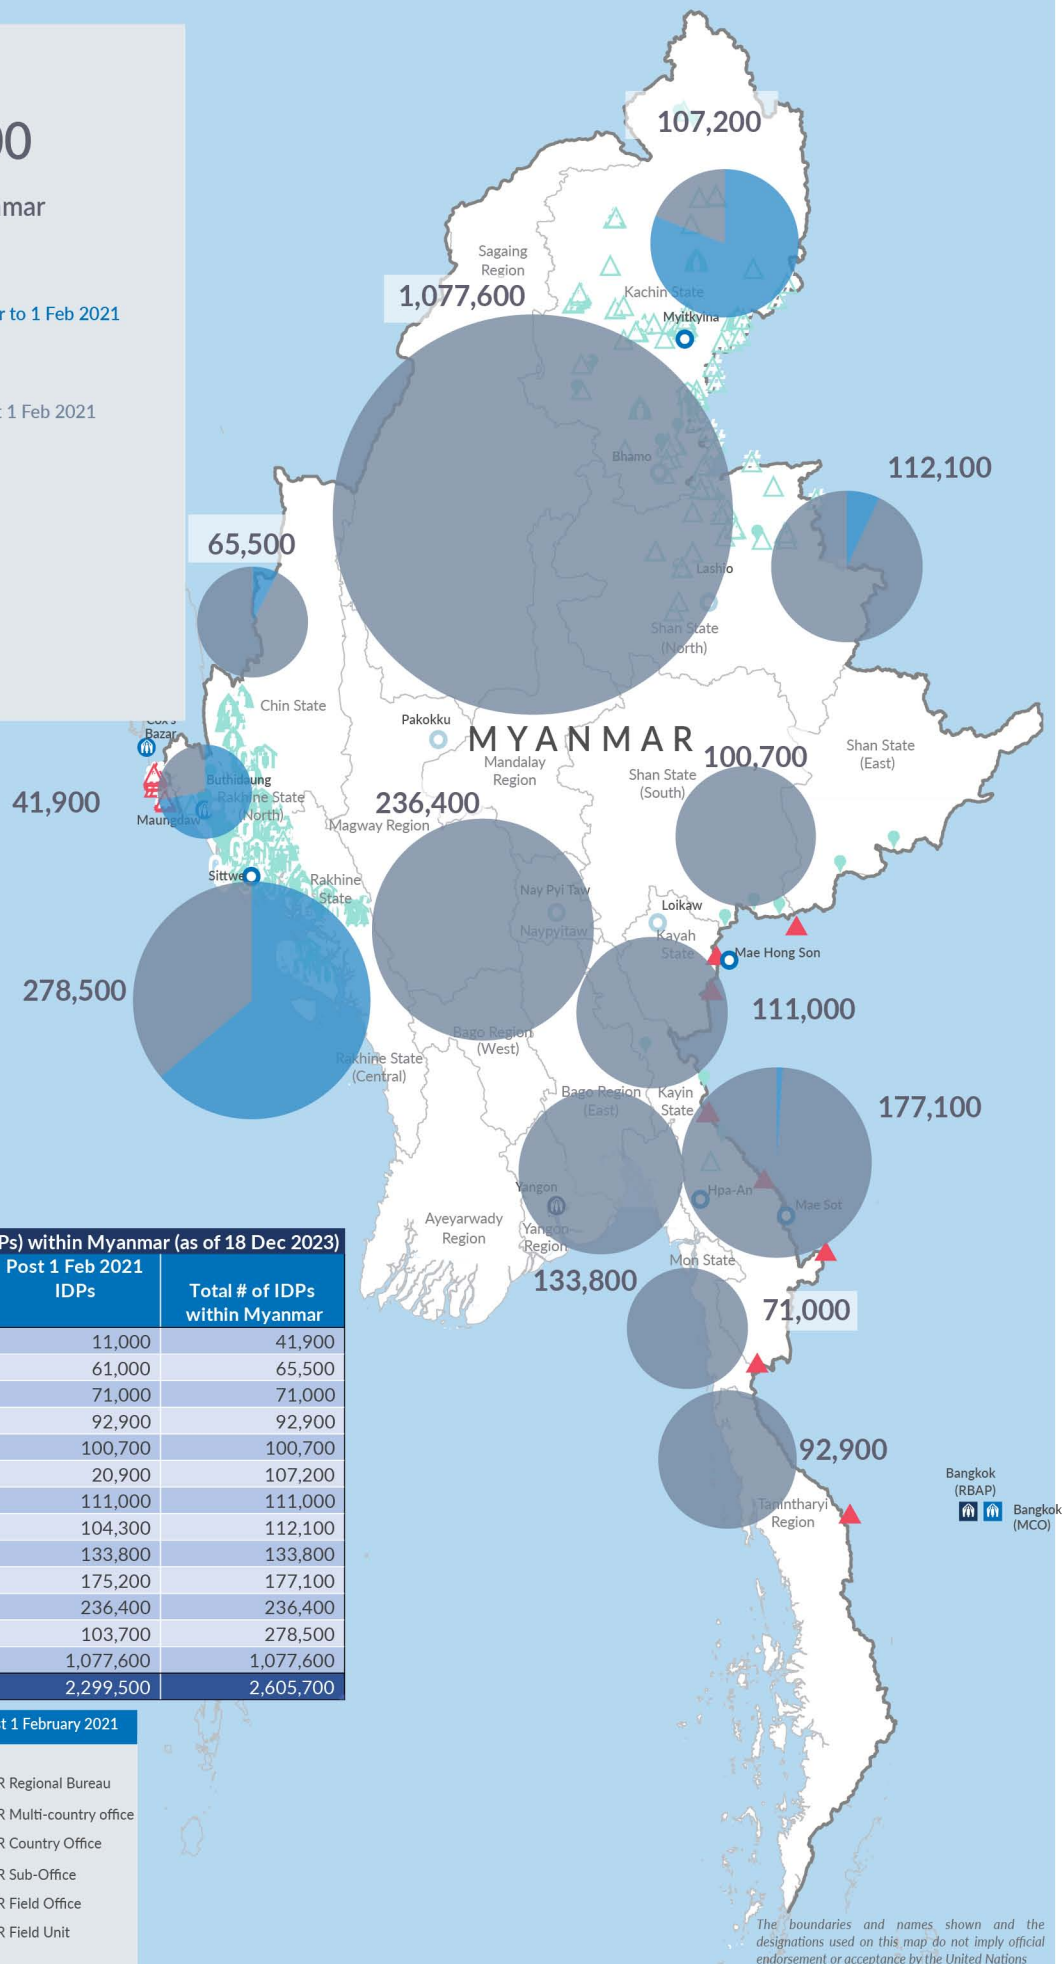 00
mar
r to 1 Feb 2021
t 1 Feb 2021
107,200
Sagaing
Region
1,077,600
Kachin State
Myitkyina
Bhamo
112,100
65,500
Lashio
Shan State
(North)
Chin State
Cox's
Bazar
Pakokku
MYANMAR
Mandalay
Region
100,700
Shan State
(South)
Shan State
(East)
41,900
Buthidaung
Rakhine State
(North)
Maungdaw
236,400
Magway Region
Sittwe
Rakhine
State
Nay Pyi Taw
Naypyitaw
Loikaw
Kayah
State
Mae Hong Son
278,500
111,000
Bago Region
(West)
Rakhine State
(Central)
Bago Region
(East)
Kayin
State
177,100
Yangon
Hpa-An
Mae Sot
Ayeyarwady
Region
Yangon
Region
Mon State
133,800
71,000
92,900
Tanintharyi
Region
Bangkok
(RBAP)
Bangkok
(MCO)
Ps) within Myanmar (as of 18 Dec 2023)
Post 1 Feb 2021
IDPs
Total # of IDPs
within Myanmar
11,000 41,900
61,000 65,500
71,000 71,000
92,900 92,900
100,700 100,700
20,900 107,200
111,000 111,000
104,300 112,100
133,800 133,800
175,200 177,100
236,400 236,400
103,700 278,500
1,077,600 1,077,600
2,299,500 2,605,700
st 1 February 2021
R Regional Bureau
R Multi-country office
R Country Office
R Sub-Office
R Field Office
R Field Unit
The boundaries and names shown and the
designations used on this map do not imply official
endorsement or acceptance by the United Nations